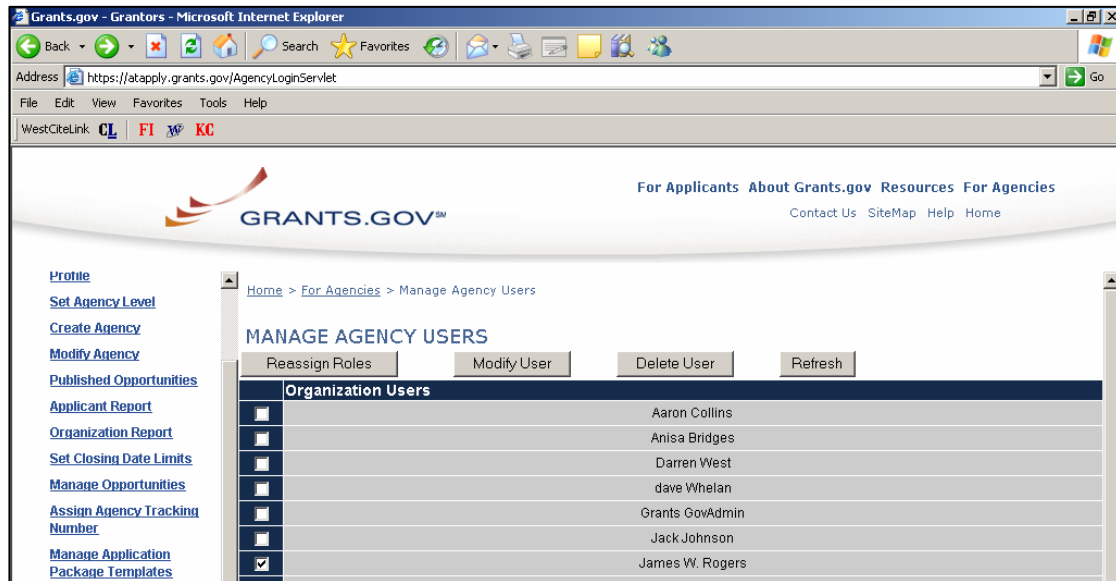 Grants.gov - Grantors - Microsoft Internet Explorer
Back Search Favorites
Address https://atapply.grants.gov/AgencyLoginServlet Go
File Edit View Favorites Tools Help
WestCiteLink CL FI W KC
For Applicants About Grants.gov Resources For Agencies
GRANTS.GOV℠
Contact Us SiteMap Help Home
Profile
Set Agency Level
Create Agency
Modify Agency
Published Opportunities
Applicant Report
Organization Report
Set Closing Date Limits
Manage Opportunities
Assign Agency Tracking
Number
Manage Application
Package Templates
Home > For Agencies > Manage Agency Users
MANAGE AGENCY USERS
Reassign Roles Modify User Delete User Refresh
Organization Users
Aaron Collins
Anisa Bridges
Darren West
dave Whelan
Grants GovAdmin
Jack Johnson
James W. Rogers